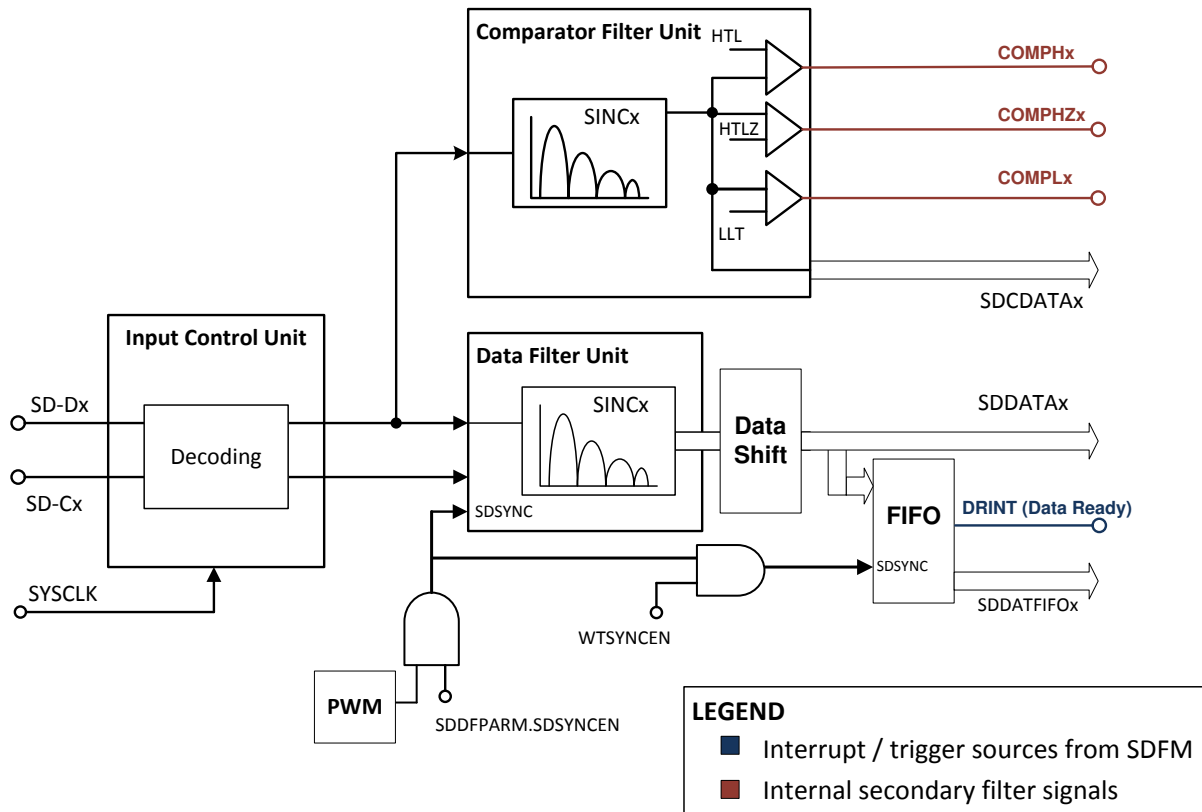 Comparator Filter Unit
HTL
COMPHx
SINCx
HTLZ
COMPHZx
COMPLx
LLT
SDCDATAx
Input Control Unit
Data Filter Unit
SD-Dx
SINCx
SDDATAx
Decoding
Data
Shift
SD-Cx
SDSYNC
FIFO
DRINT (Data Ready)
SDSYNC
SYSCLK
SDDATFIFOx
WTSYNCEN
PWM
SDDFPARM.SDSYNCEN
LEGEND
Interrupt / trigger sources from SDFM
Internal secondary filter signals